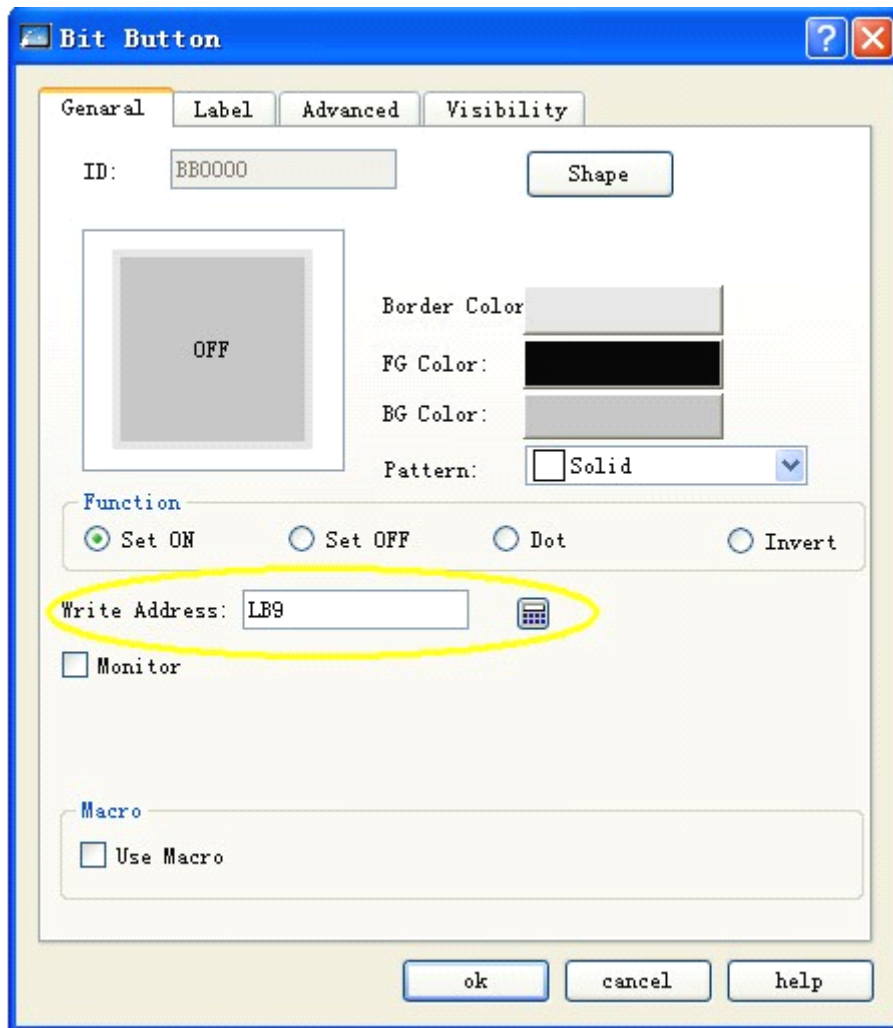 Bit Button
Genaral Label Advanced Visibility
ID: BB0000 Shape
OFF
Border Color
FG Color:
BG Color:
Pattern: Solid
Function
Set ON Set OFF Dot Invert
Write Address: LB9
Monitor
Macro
Use Macro
ok cancel help